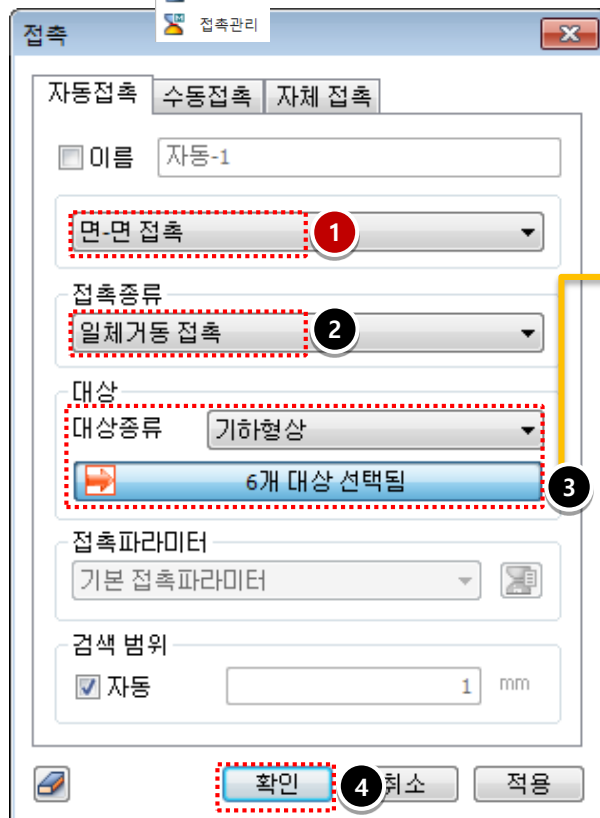 접촉관리
접촉
자동접촉 수동접촉 자체 접촉
이름 자동-1
면-면 접촉 1
접촉종류
일체거동 접촉 2
대상
대상종류 기하형상
6개 대상 선택됨 3
접촉파라미터
기본 접촉파라미터
검색 범위
자동 1 mm
확인 4 취소 적용